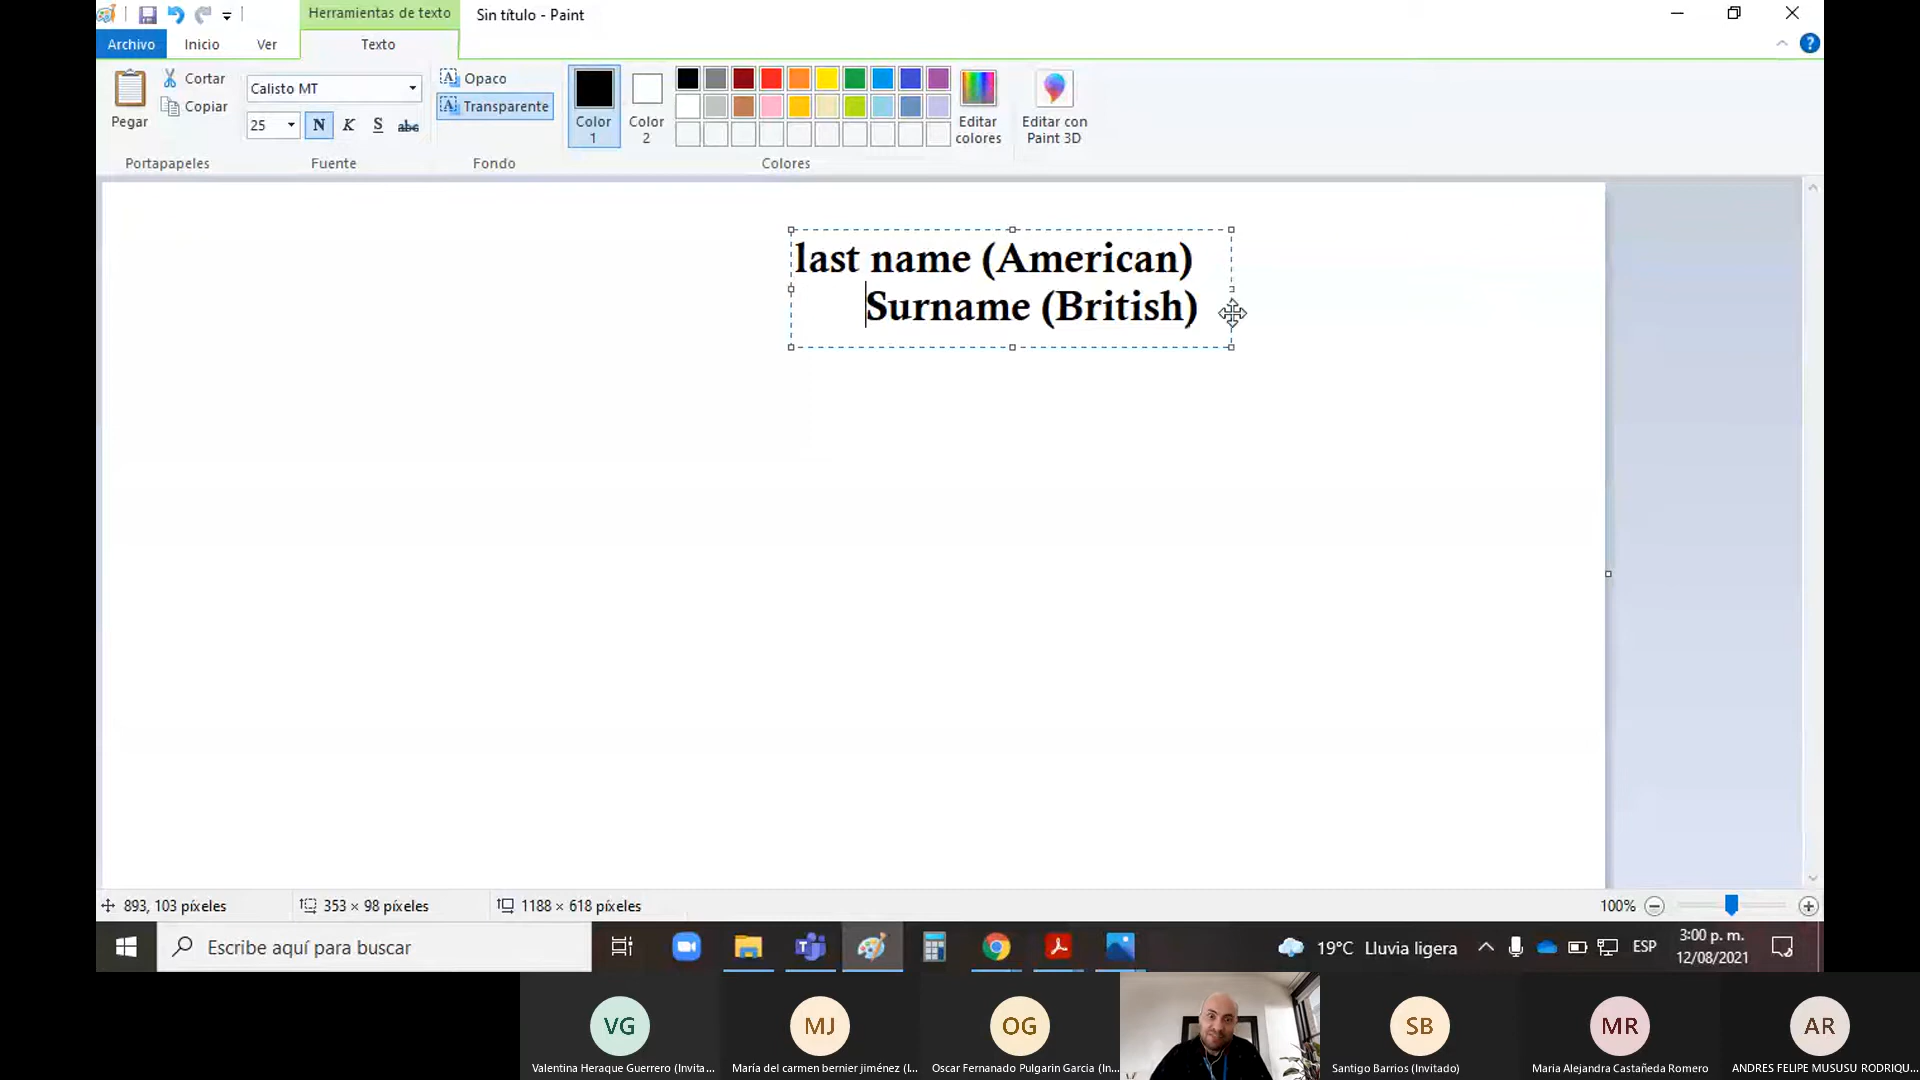 Herramientas de texto
Sin título - Paint
Archivo
Inicio
Ver
Texto
Pegar
Cortar
Copiar
Portapapeles
Calisto MT
25
N K S abc
Fuente
Opaco
Transparente
Fondo
Color 1
Color 2
Editar colores
Colores
Editar con Paint 3D
last name (American)
Surname (British)
893, 103 píxeles
353 × 98 píxeles
1188 × 618 píxeles
100%
Escribe aquí para buscar
19°C Lluvia ligera
ESP
3:00 p. m.
12/08/2021
VG
Valentina Heraque Guerrero (Invita...
MJ
María del carmen bernier jiménez (I...
OG
Oscar Fernanado Pulgarin Garcia (In...
SB
Santigo Barrios (Invitado)
MR
Maria Alejandra Castañeda Romero
AR
ANDRES FELIPE MUSUSU RODRIQU...